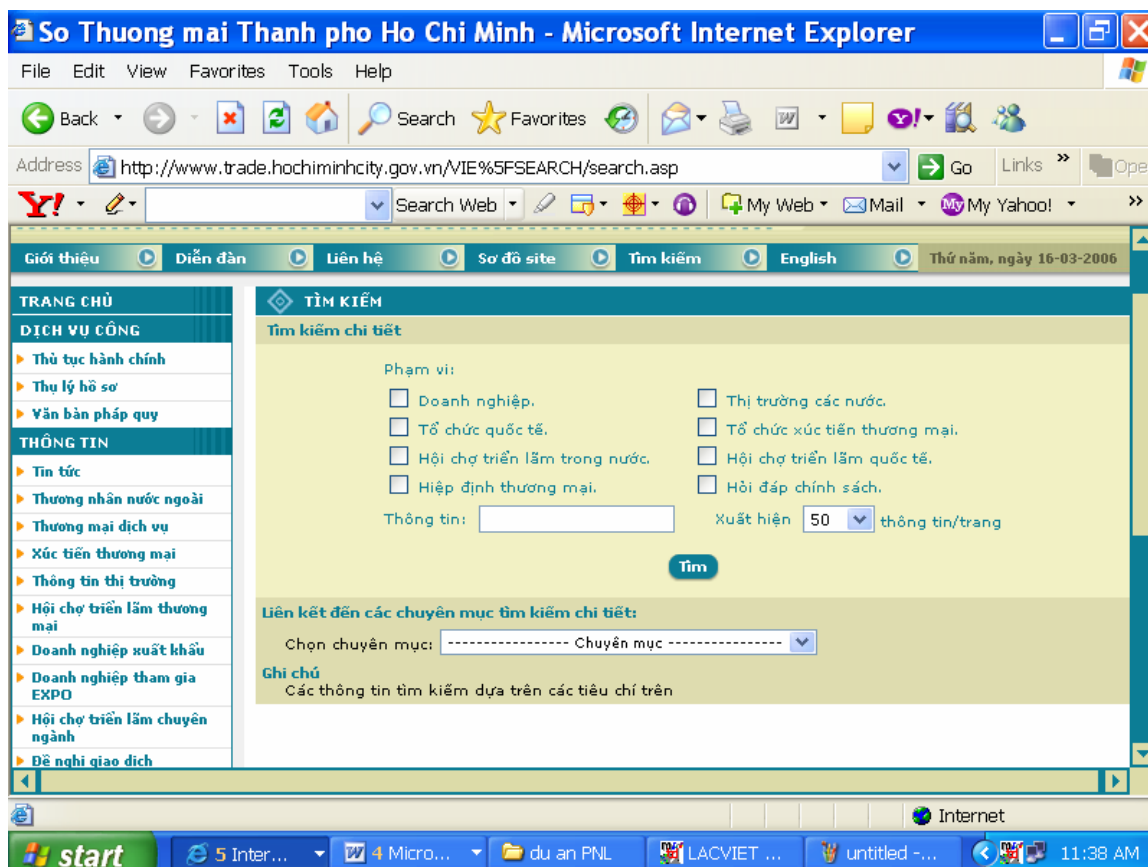 So Thuong mai Thanh pho Ho Chi Minh - Microsoft Internet Explorer
File Edit View Favorites Tools Help
Back Search Favorites
Address http://www.trade.hochiminhcity.gov.vn/VIE%5FSEARCH/search.asp Go Links » Ope
Y! Search Web My Web Mail My My Yahoo! »
Giới thiệu Diễn đàn Liên hệ Sơ đồ site Tìm kiếm English Thứ năm, ngày 16-03-2006
TRANG CHỦ
DỊCH VỤ CÔNG
Thủ tục hành chính
Thụ lý hồ sơ
Văn bản pháp quy
THÔNG TIN
Tin tức
Thương nhân nước ngoài
Thương mại dịch vụ
Xúc tiến thương mại
Thông tin thị trường
Hội chợ triển lãm thương
mại
Doanh nghiệp xuất khẩu
Doanh nghiệp tham gia
EXPO
Hội chợ triển lãm chuyên
ngành
Đề nghị giao dịch
TÌM KIẾM
Tìm kiếm chi tiết
Phạm vi:
Doanh nghiệp. Thị trường các nước.
Tổ chức quốc tế. Tổ chức xúc tiến thương mại.
Hội chợ triển lãm trong nước. Hội chợ triển lãm quốc tế.
Hiệp định thương mại. Hỏi đáp chính sách.
Thông tin: Xuất hiện 50 thông tin/trang
Tìm
Liên kết đến các chuyên mục tìm kiếm chi tiết:
Chọn chuyên mục: ----------------- Chuyên mục ----------------
Ghi chú
Các thông tin tìm kiếm dựa trên các tiêu chí trên
Internet
start 5 Inter... 4 Micro... du an PNL LACVIET ... untitled -... 11:38 AM